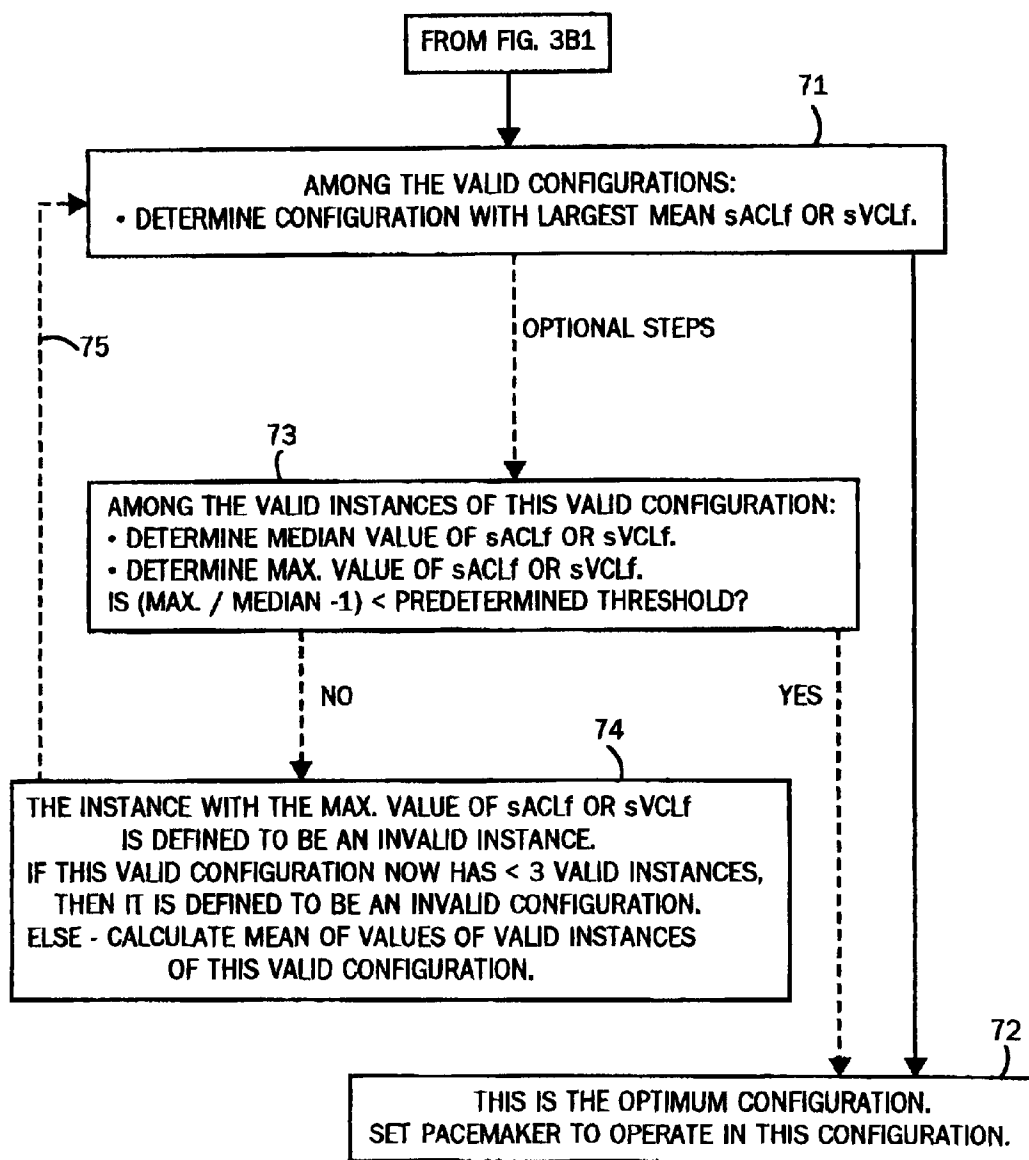 FROM FIG. 3B1
71
AMONG THE VALID CONFIGURATIONS:
• DETERMINE CONFIGURATION WITH LARGEST MEAN sACLf OR sVCLf.
75
OPTIONAL STEPS
73
AMONG THE VALID INSTANCES OF THIS VALID CONFIGURATION:
• DETERMINE MEDIAN VALUE OF sACLf OR sVCLf.
• DETERMINE MAX. VALUE OF sACLf OR sVCLf.
IS (MAX. / MEDIAN -1) < PREDETERMINED THRESHOLD?
NO
YES
74
THE INSTANCE WITH THE MAX. VALUE OF sACLf OR sVCLf
IS DEFINED TO BE AN INVALID INSTANCE.
IF THIS VALID CONFIGURATION NOW HAS < 3 VALID INSTANCES,
THEN IT IS DEFINED TO BE AN INVALID CONFIGURATION.
ELSE - CALCULATE MEAN OF VALUES OF VALID INSTANCES
OF THIS VALID CONFIGURATION.
72
THIS IS THE OPTIMUM CONFIGURATION.
SET PACEMAKER TO OPERATE IN THIS CONFIGURATION.